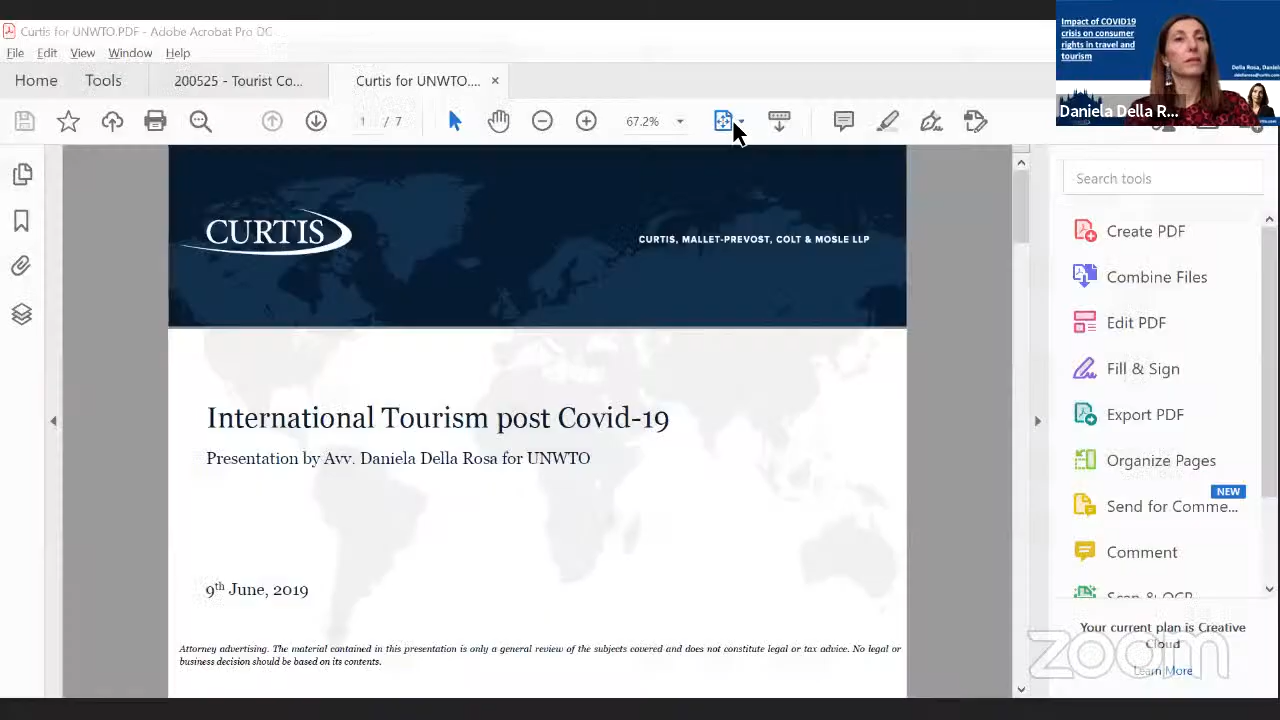 Curtis for UNWTO.PDF - Adobe Acrobat Pro DC
File Edit View Window Help
Home Tools 200525 - Tourist Co... Curtis for UNWTO... ×
1 / 7 67.2%
Impact of COVID19
crisis on consumer
rights in travel and
tourism
Daniela Della R...
CURTIS
CURTIS, MALLET-PREVOST, COLT & MOSLE LLP
International Tourism post Covid-19
Presentation by Avv. Daniela Della Rosa for UNWTO
9th June, 2019
Attorney advertising. The material contained in this presentation is only a general review of the subjects covered and does not constitute legal or tax advice. No legal or
business decision should be based on its contents.
Search tools
Create PDF
Combine Files
Edit PDF
Fill & Sign
Export PDF
Organize Pages
NEW
Send for Comme...
Comment
Scan & OCR
Your current plan is Creative
Cloud
Learn More
zoom